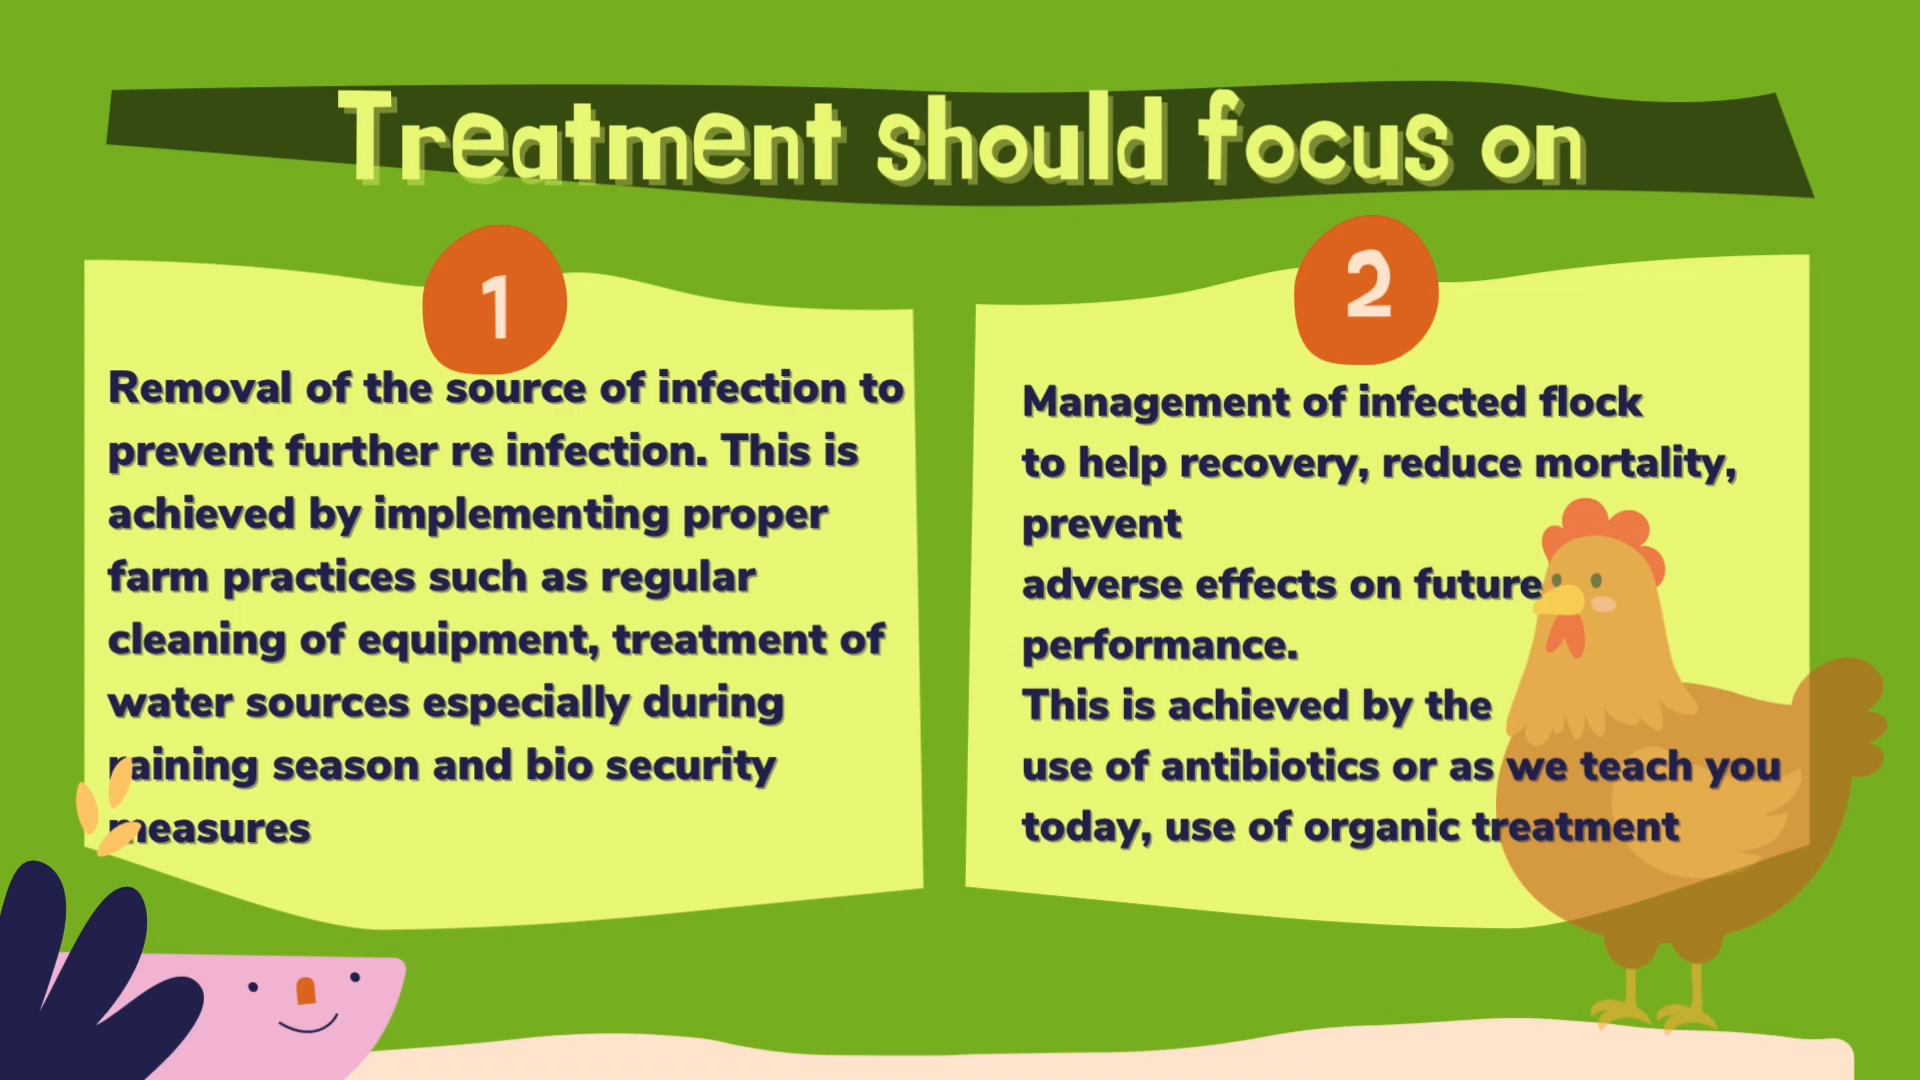 Treatment should focus on
1
Removal of the source of infection to
prevent further re infection. This is
achieved by implementing proper
farm practices such as regular
cleaning of equipment, treatment of
water sources especially during
raining season and bio security
measures
2
Management of infected flock
to help recovery, reduce mortality,
prevent
adverse effects on future
performance.
This is achieved by the
use of antibiotics or as we teach you
today, use of organic treatment